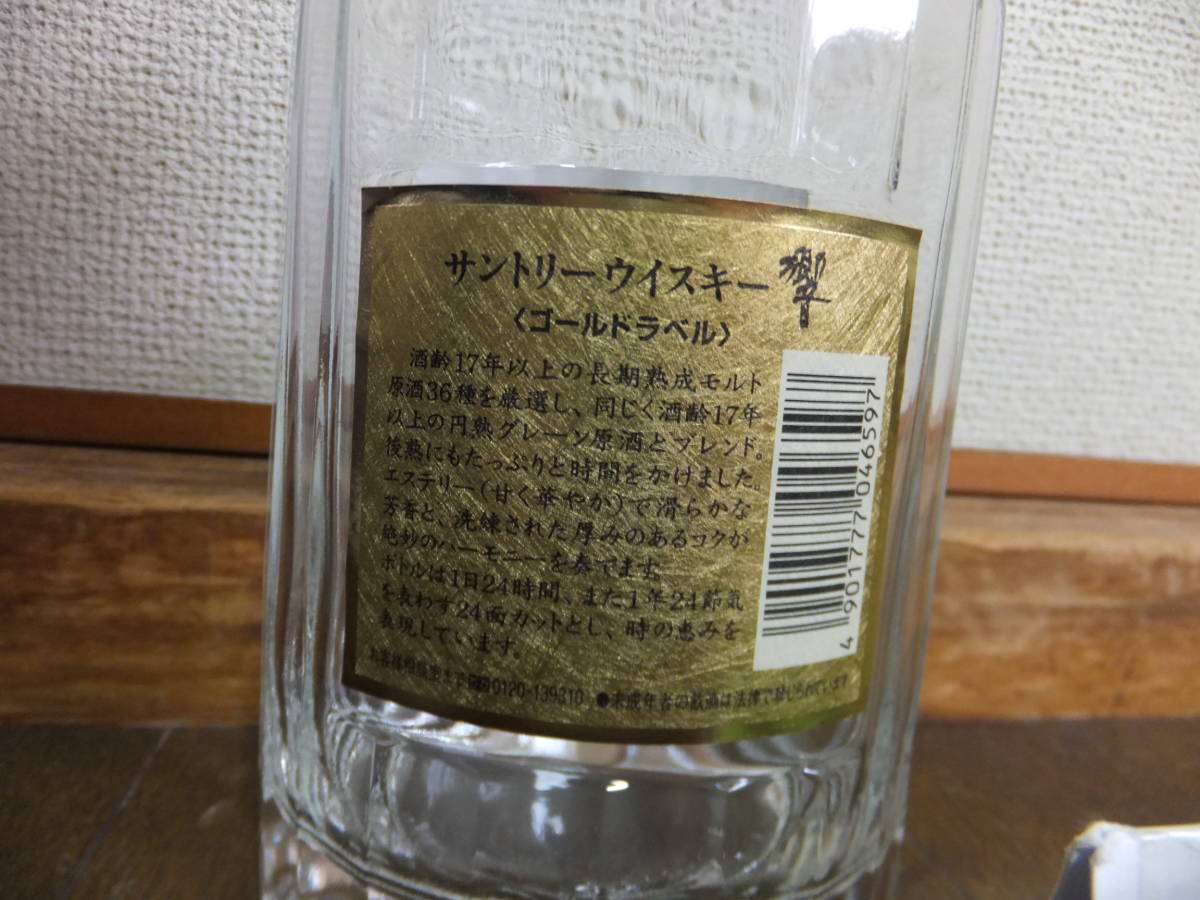 サントリーウイスキー響
〈ゴールドラベル〉
酒齢17年以上の長期熟成モルト
原酒36種を厳選し、同じく酒齢17年
以上の円熟グレーン原酒とブレンド。
後熟にもたっぷりと時間をかけました。
エステリー(甘く華やか)で滑らかな
芳香と、洗練された厚みのあるコクが
絶妙のハーモニーを奏でます。
ボトルは1日24時間、また1年24節気
を表わす24面カットとし、時の恵みを
表現しています。
お客様相談室まで 0120-139310 ●未成年者の飲酒は法律で禁じられています
4 901777 046597